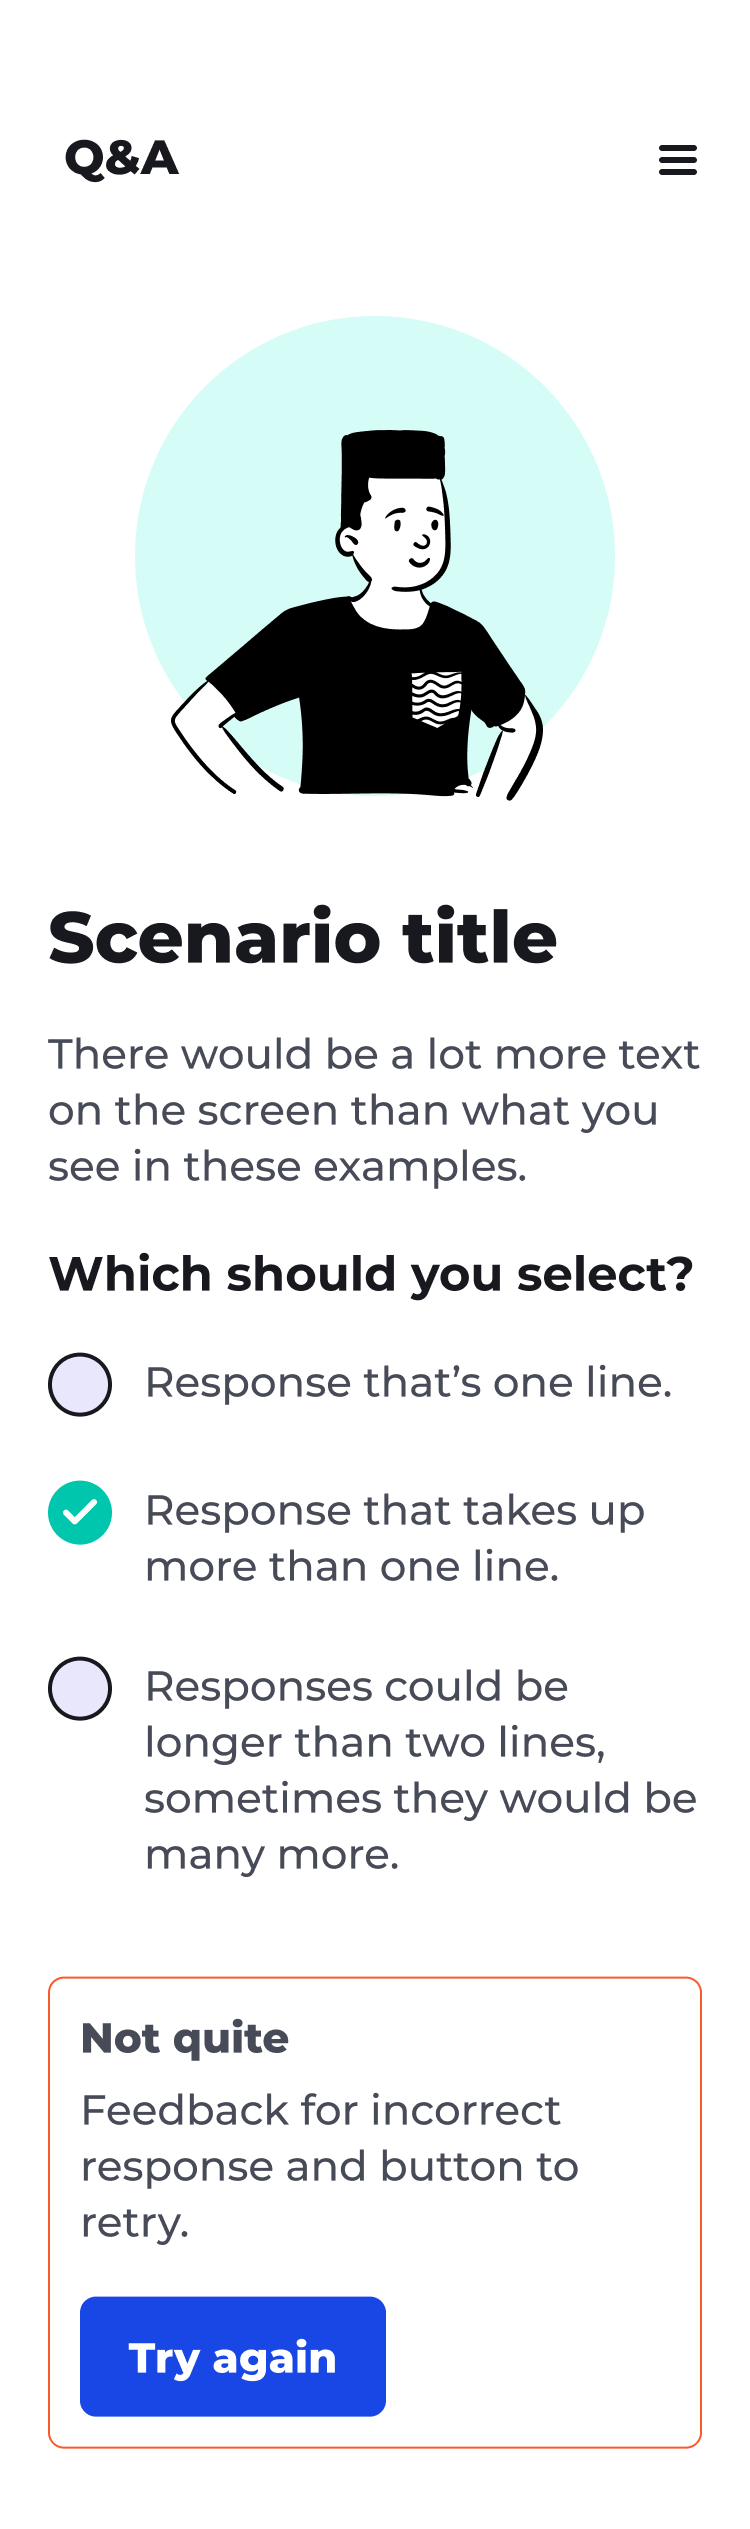 Q&A
Scenario title
There would be a lot more text
on the screen than what you
see in these examples.
Which should you select?
Response that’s one line.
Response that takes up
more than one line.
Responses could be
longer than two lines,
sometimes they would be
many more.
Not quite
Feedback for incorrect
response and button to
retry.
Try again